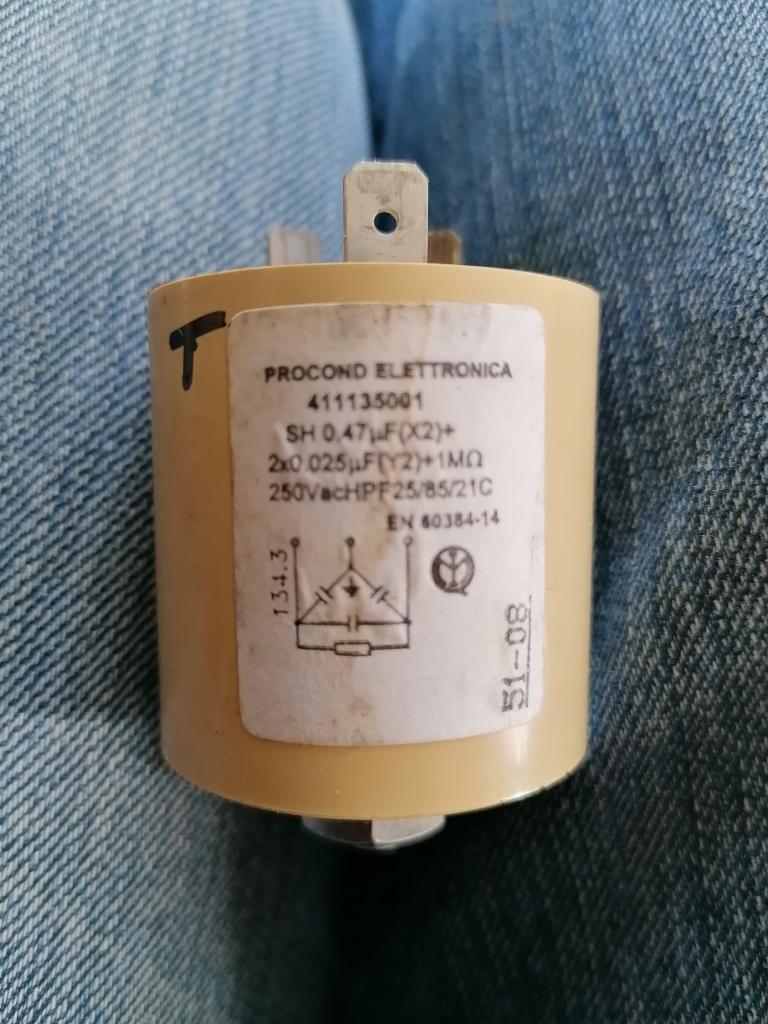 T
PROCOND ELETTRONICA
411135001
SH 0,47µF(X2)+
2x0.025µF(Y2)+1MΩ
250VacHPF25/85/21C
EN 60384-14
134.3
51-08